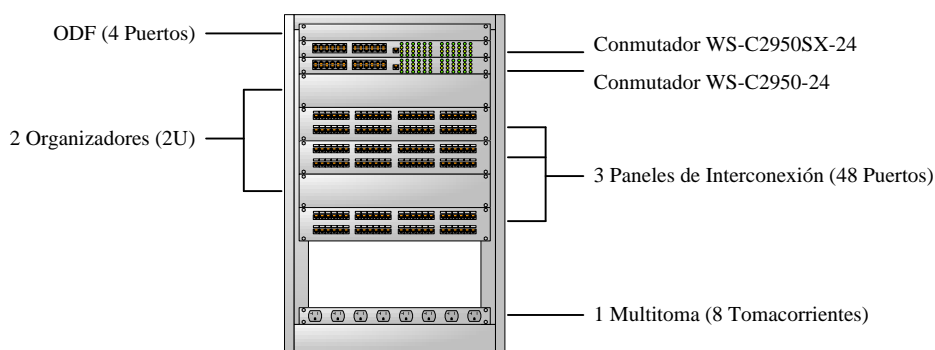 ODF (4 Puertos)
Conmutador WS-C2950SX-24
Conmutador WS-C2950-24
2 Organizadores (2U)
3 Paneles de Interconexión (48 Puertos)
1 Multitoma (8 Tomacorrientes)